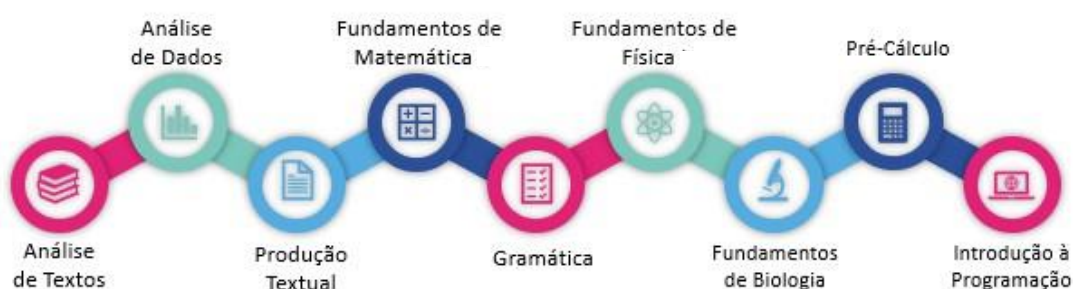 Análise
de Dados
Fundamentos de
Matemática
Fundamentos de
Física
Pré-Cálculo
Análise
de Textos
Produção
Textual
Gramática
Fundamentos
de Biologia
Introdução à
Programação